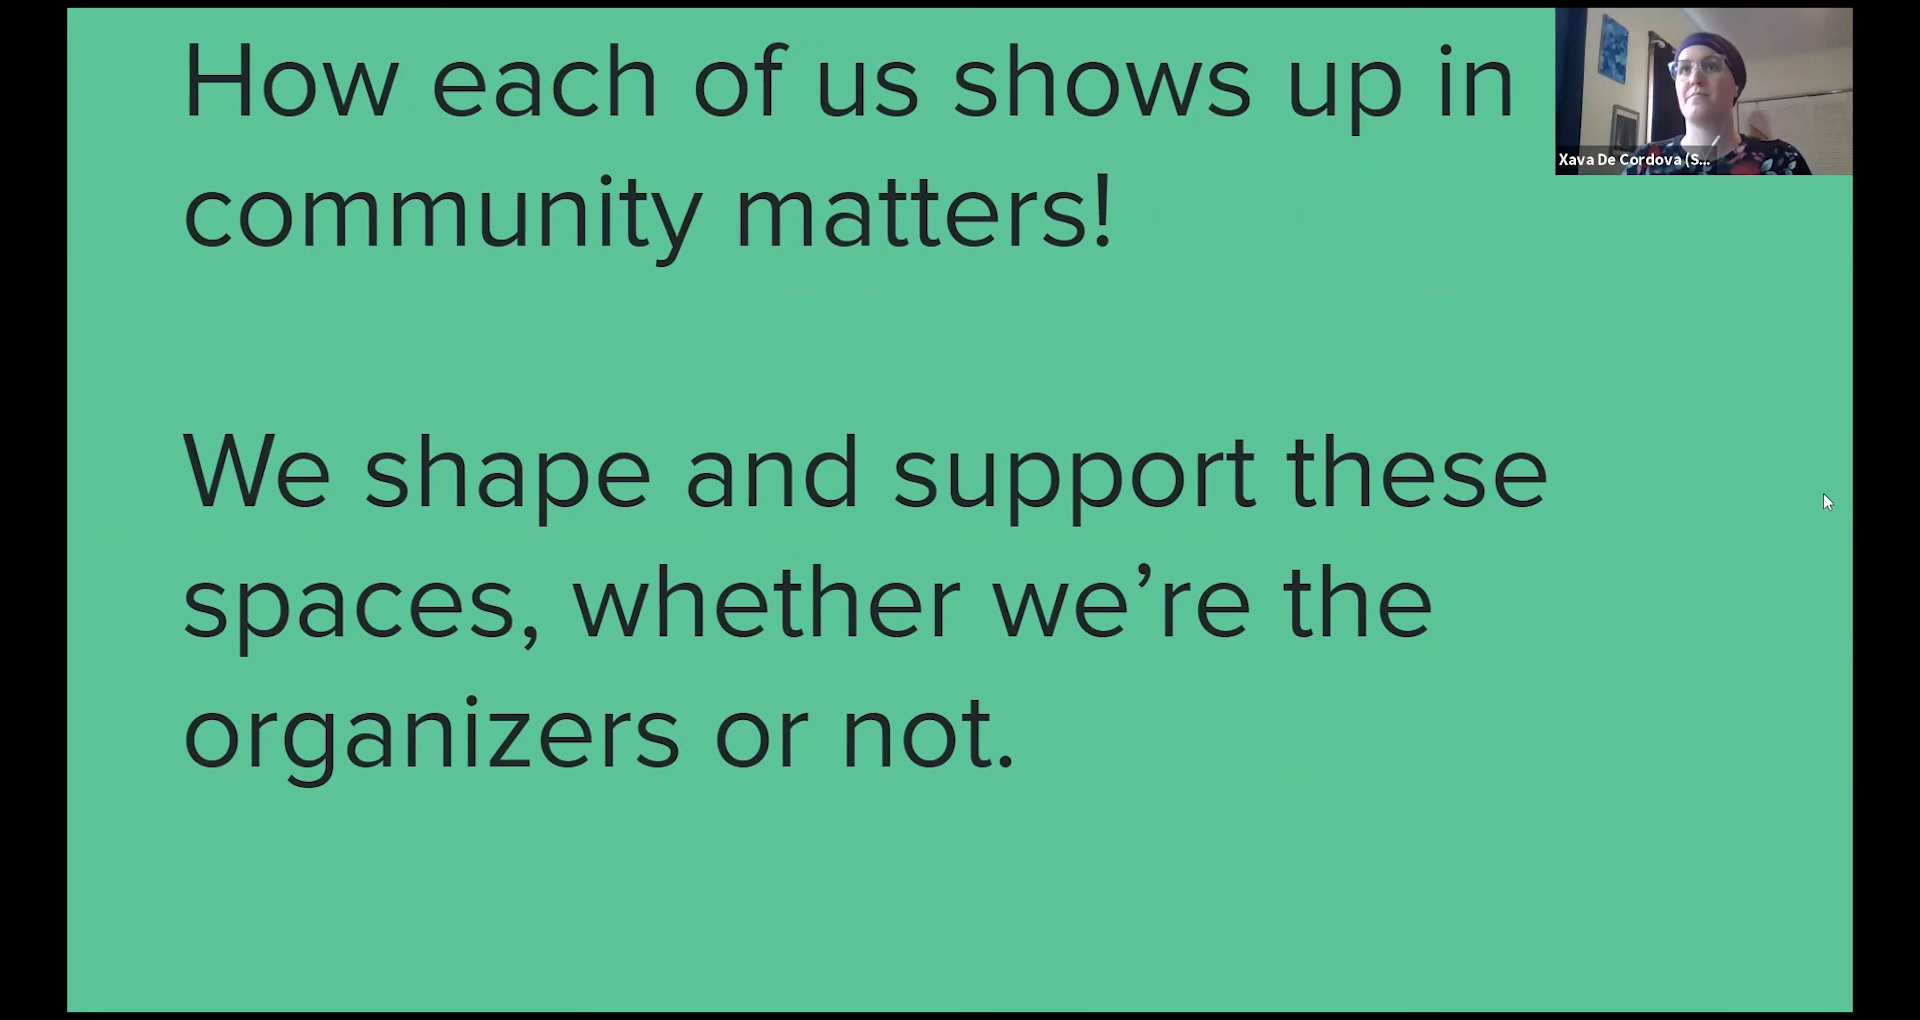 How each of us shows up in
community matters!
We shape and support these
spaces, whether we’re the
organizers or not.
Xava De Cordova (S...